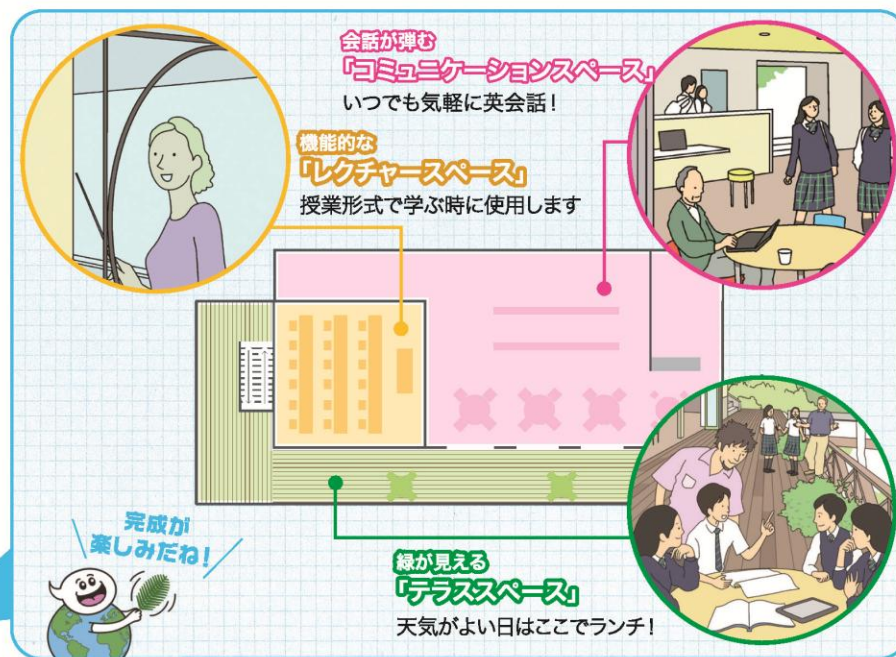 会話が弾む
「コミュニケーションスペース」
いつでも気軽に英会話！
機能的な
「レクチャースペース」
授業形式で学ぶ時に使用します
完成が
楽しみだね！
緑が見える
「テラススペース」
天気がよい日はここでランチ！